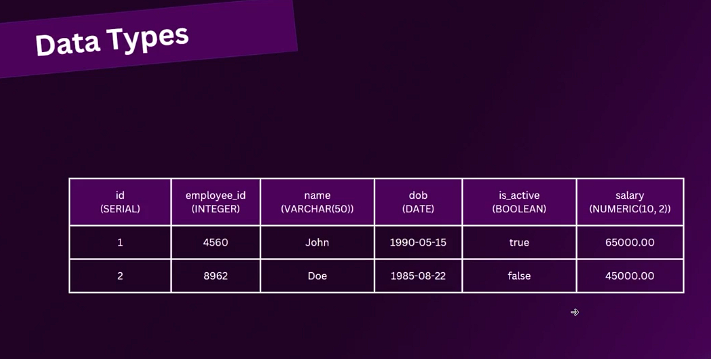 Data Types
id employee_id name dob is_active salary
(SERIAL) (INTEGER) (VARCHAR(50)) (DATE) (BOOLEAN) (NUMERIC(10, 2))
1 4560 John 1990-05-15 true 65000.00
2 8962 Doe 1985-08-22 false 45000.00